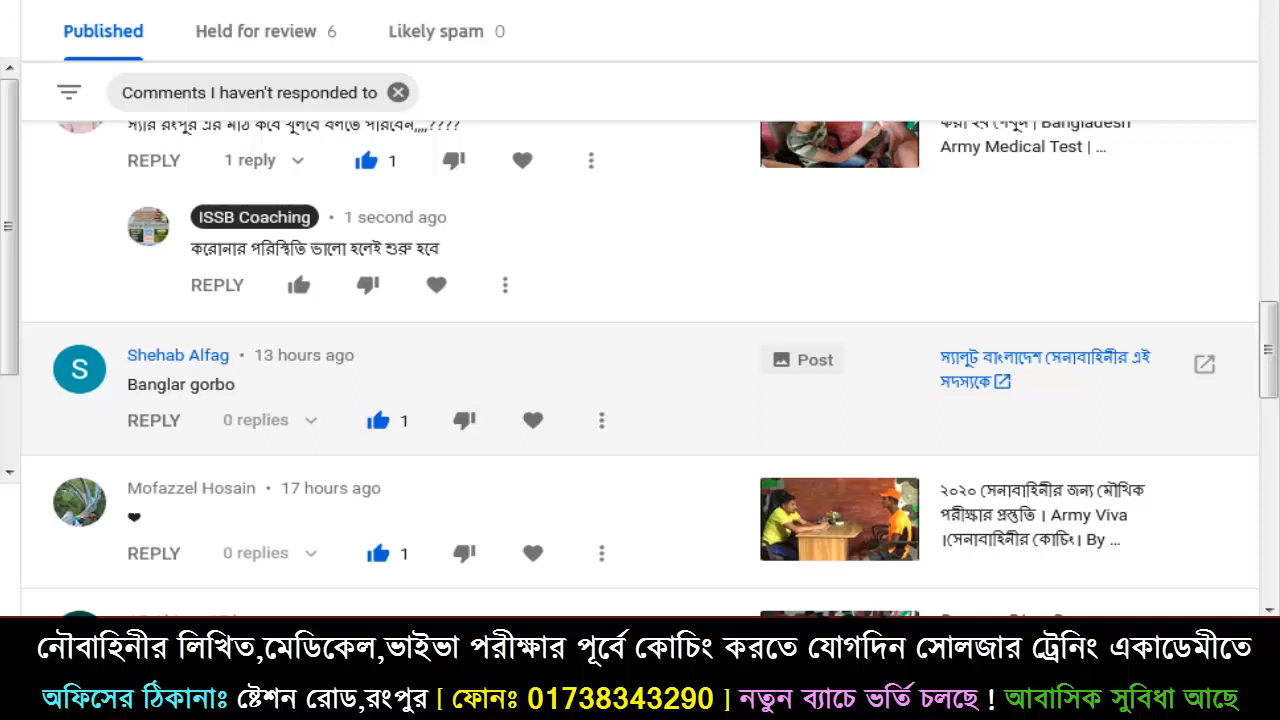 Published Held for review 6 Likely spam 0
Comments I haven't responded to
স্যার রংপুর এর মাঠ কবে খুলবে বলতে পারবেন,,,,????
REPLY 1 reply 1
করা হয় দেখুন | Bangladesh
Army Medical Test | ...
ISSB Coaching • 1 second ago
করোনার পরিস্থিতি ভালো হলেই শুরু হবে
REPLY
S
Shehab Alfag • 13 hours ago
Banglar gorbo
REPLY 0 replies 1
Post
স্যালুট বাংলাদেশ সেনাবাহিনীর এই
সদস্যকে
Mofazzel Hosain • 17 hours ago
❤
REPLY 0 replies 1
২০২০ সেনাবাহিনীর জন্য মৌখিক
পরীক্ষার প্রস্তুতি । Army Viva
।সেনাবাহিনীর কোচিং। By ...
নৌবাহিনীর লিখিত,মেডিকেল,ভাইভা পরীক্ষার পূর্বে কোচিং করতে যোগদিন সোলজার ট্রেনিং একাডেমীতে
অফিসের ঠিকানাঃ ষ্টেশন রোড,রংপুর [ ফোনঃ 01738343290 ] নতুন ব্যাচে ভর্তি চলছে ! আবাসিক সুবিধা আছে